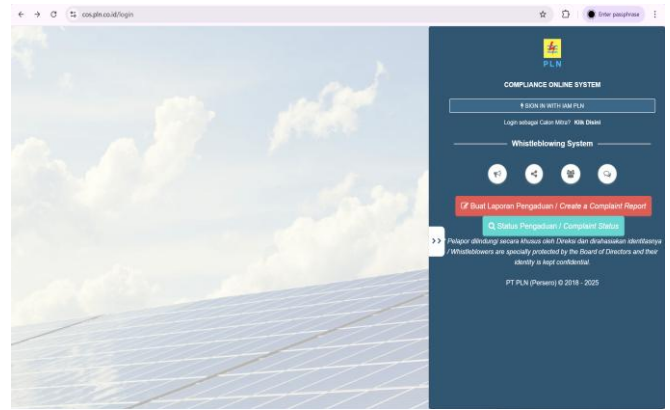 cos.pln.co.id/login
Enter passphrase
PLN
COMPLIANCE ONLINE SYSTEM
SIGN IN WITH IAM PLN
Login sebagai Calon Mitra? Klik Disini
Whistleblowing System
Buat Laporan Pengaduan / Create a Complaint Report
Status Pengaduan / Complaint Status
>>
Pelapor dilindungi secara khusus oleh Direksi dan dirahasiakan identitasnya
/ Whistleblowers are specially protected by the Board of Directors and their
identity is kept confidential.
PT PLN (Persero) © 2018 - 2025